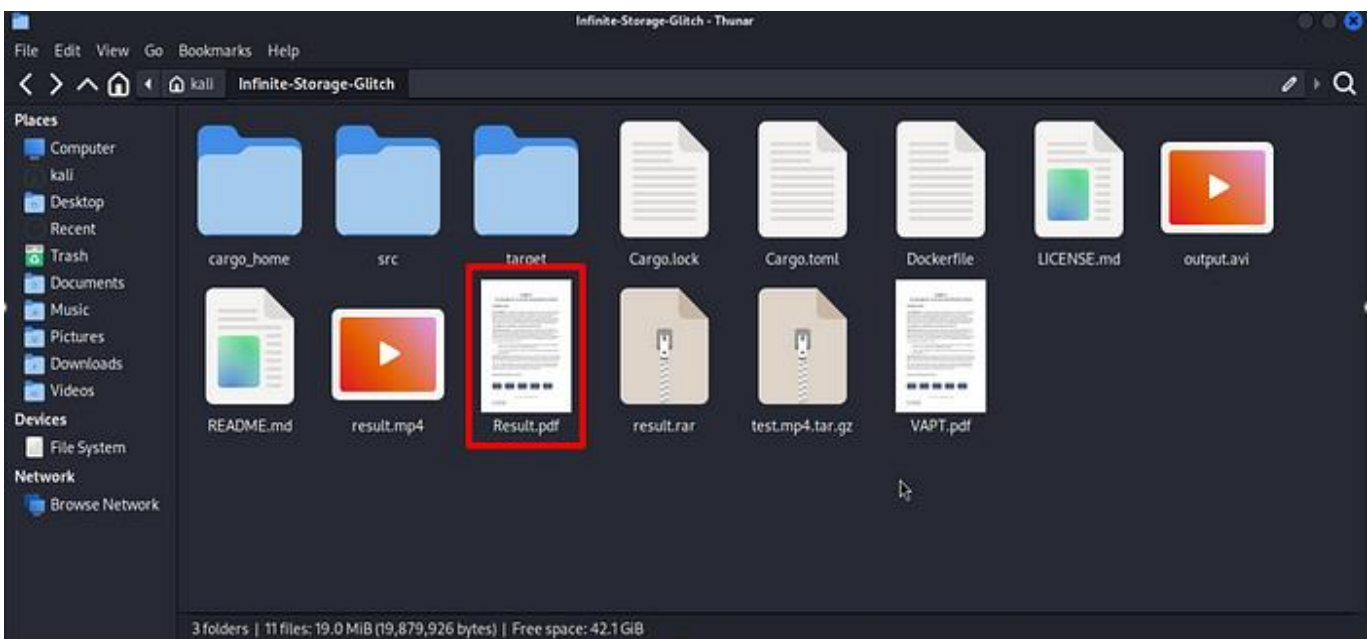 Infinite-Storage-Glitch - Thunar
File Edit View Go Bookmarks Help
kali Infinite-Storage-Glitch
Places
Computer
kali
Desktop
Recent
Trash
Documents
Music
Pictures
Downloads
Videos
Devices
File System
Network
Browse Network
cargo_home src target Cargo.lock Cargo.toml Dockerfile LICENSE.md output.avi
README.md result.mp4 Result.pdf result.rar test.mp4.tar.gz VAPT.pdf
3 folders | 11 files: 19.0 MiB (19,879,926 bytes) | Free space: 42.1 GiB